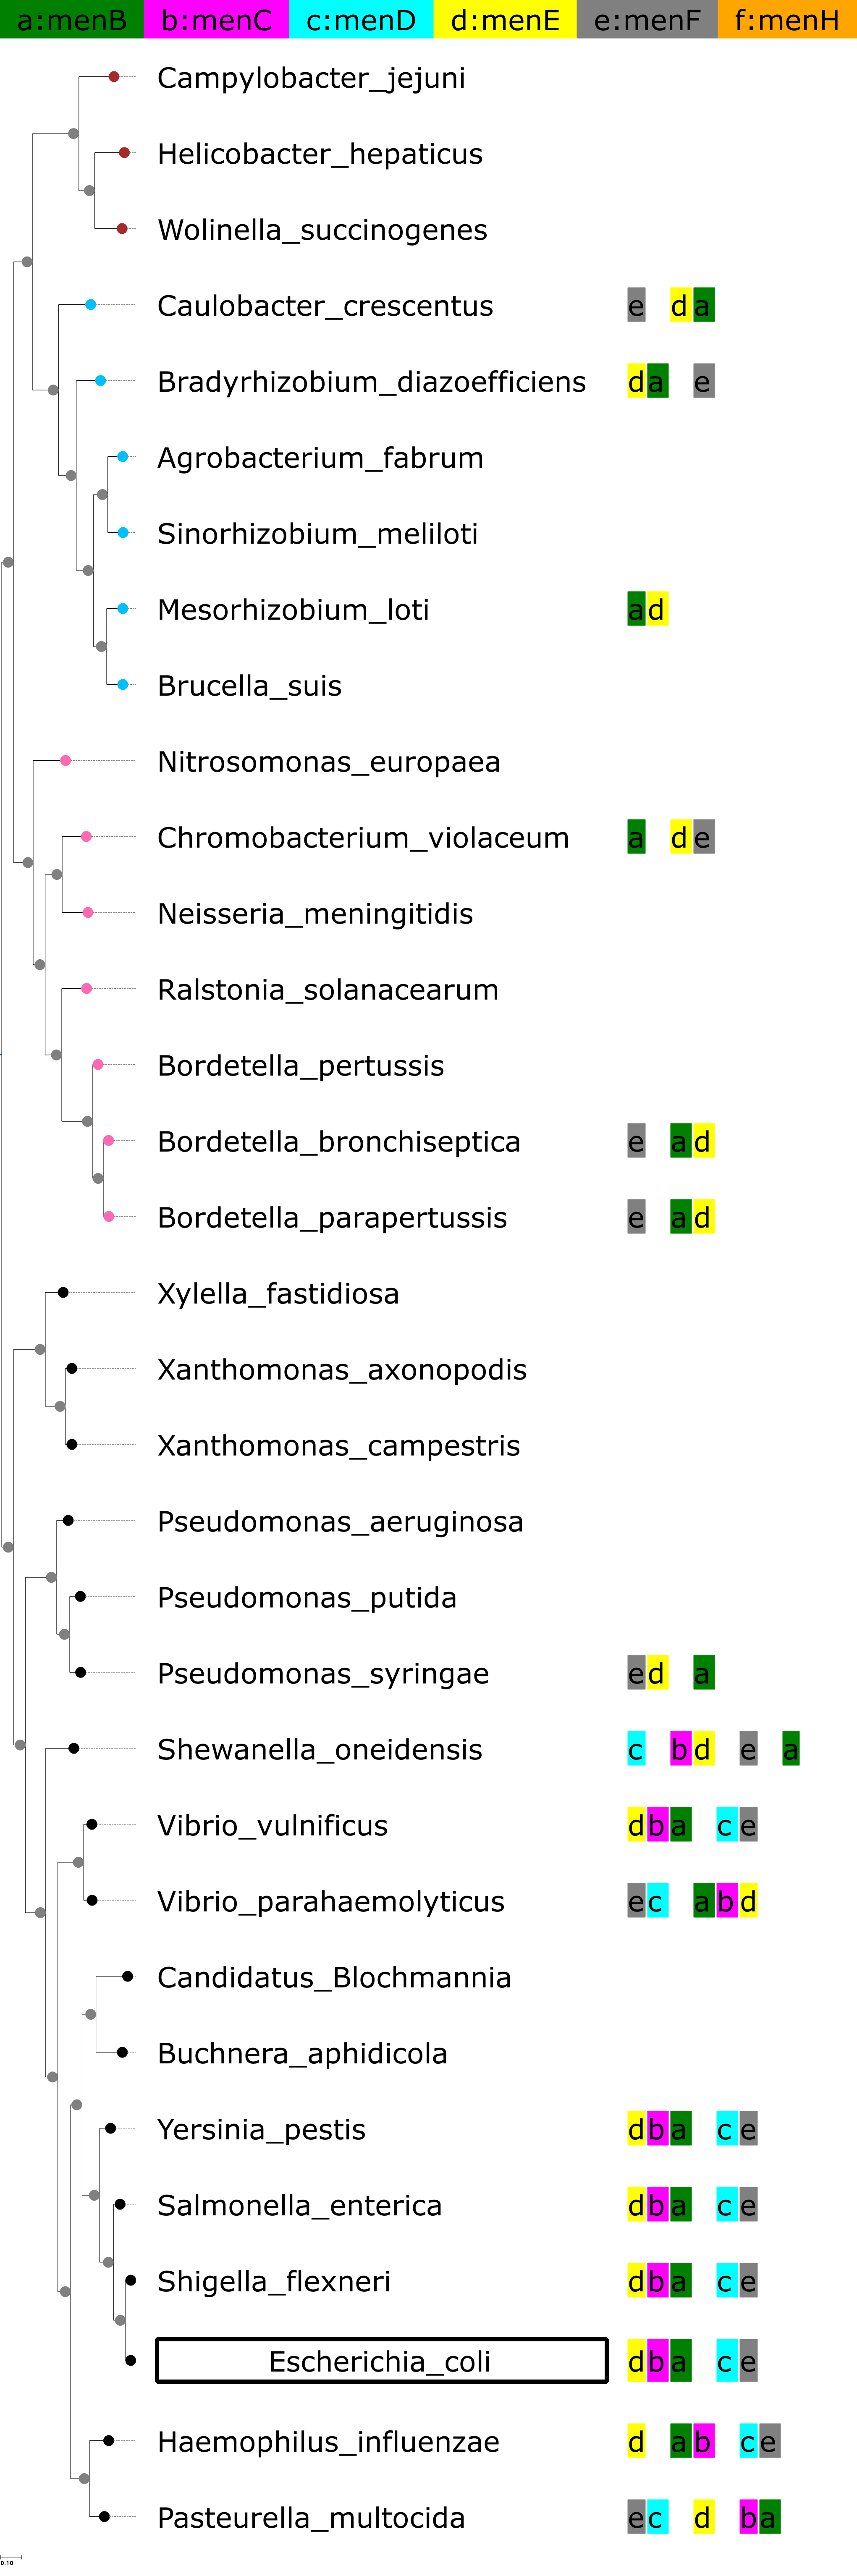 a:menB b:menC c:menD d:menE e:menF f:menH
Campylobacter_jejuni
Helicobacter_hepaticus
Wolinella_succinogenes
Caulobacter_crescentus e d a
Bradyrhizobium_diazoefficiens d a e
Agrobacterium_fabrum
Sinorhizobium_meliloti
Mesorhizobium_loti a d
Brucella_suis
Nitrosomonas_europaea
Chromobacterium_violaceum a d e
Neisseria_meningitidis
Ralstonia_solanacearum
Bordetella_pertussis
Bordetella_bronchiseptica e a d
Bordetella_parapertussis e a d
Xylella_fastidiosa
Xanthomonas_axonopodis
Xanthomonas_campestris
Pseudomonas_aeruginosa
Pseudomonas_putida
Pseudomonas_syringae e d a
Shewanella_oneidensis c b d e a
Vibrio_vulnificus d b a c e
Vibrio_parahaemolyticus e c a b d
Candidatus_Blochmannia
Buchnera_aphidicola
Yersinia_pestis d b a c e
Salmonella_enterica d b a c e
Shigella_flexneri d b a c e
Escherichia_coli d b a c e
Haemophilus_influenzae d a b c e
Pasteurella_multocida e c d b a
0.10